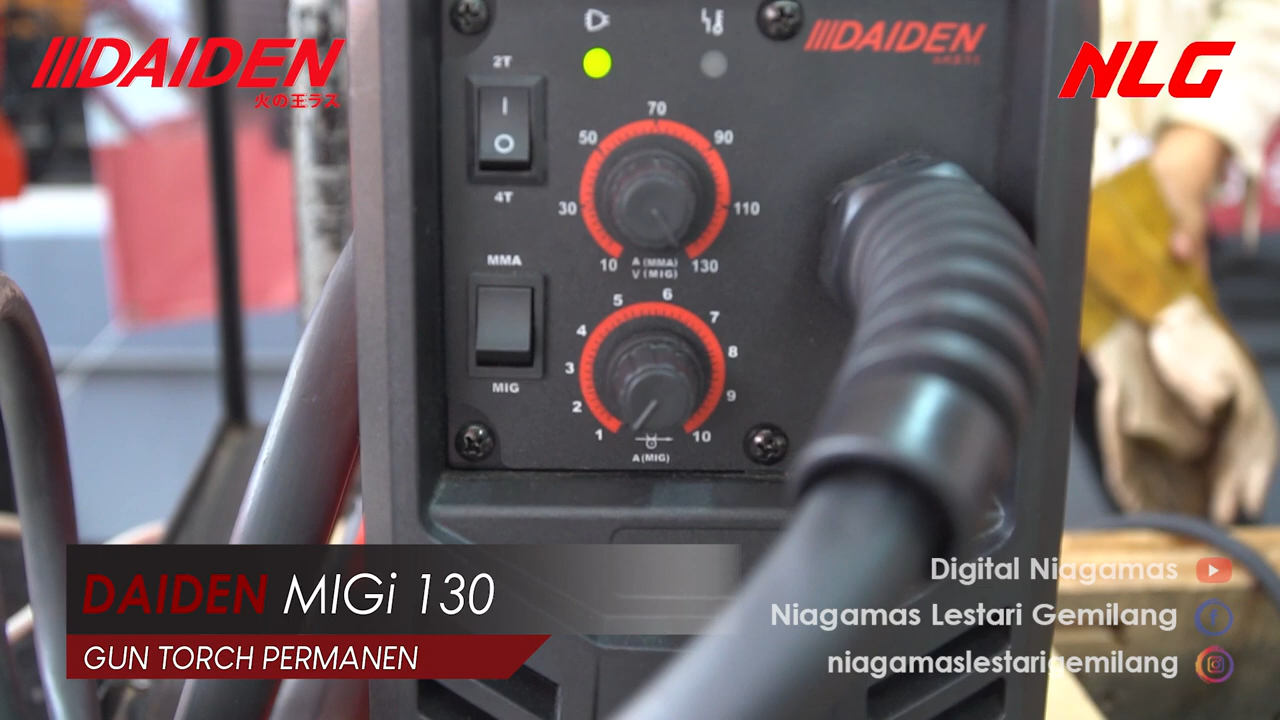 DAIDEN
火の王ラス
NLG
DAIDEN
2T
I
O
4T
MMA
MIG
10
30
50
70
90
110
130
A (MMA)
V (MIG)
1
2
3
4
5
6
7
8
9
10
A (MIG)
DAIDEN MIGi 130
GUN TORCH PERMANEN
Digital Niagamas
Niagamas Lestari Gemilang
niagamaslestarigemilang